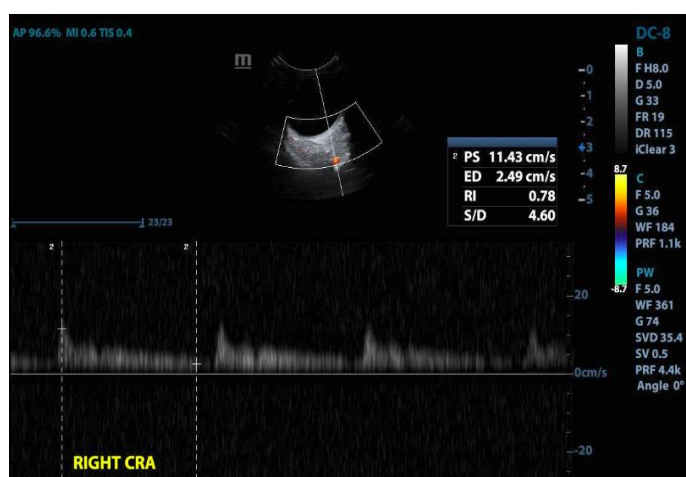 AP 96.6% MI 0.6 TIS 0.4
DC-8
m
B
F H8.0
D 5.0
G 33
FR 19
DR 115
iClear 3
0
-1
-2
3
-4
-5
2 PS 11.43 cm/s
ED 2.49 cm/s
RI 0.78
S/D 4.60
8.7
C
F 5.0
G 36
WF 184
PRF 1.1k
-8.7
23/23
2 2
PW
F 5.0
WF 361
G 74
SVD 35.4
SV 0.5
PRF 4.4k
Angle 0°
20
0cm/s
-20
RIGHT CRA